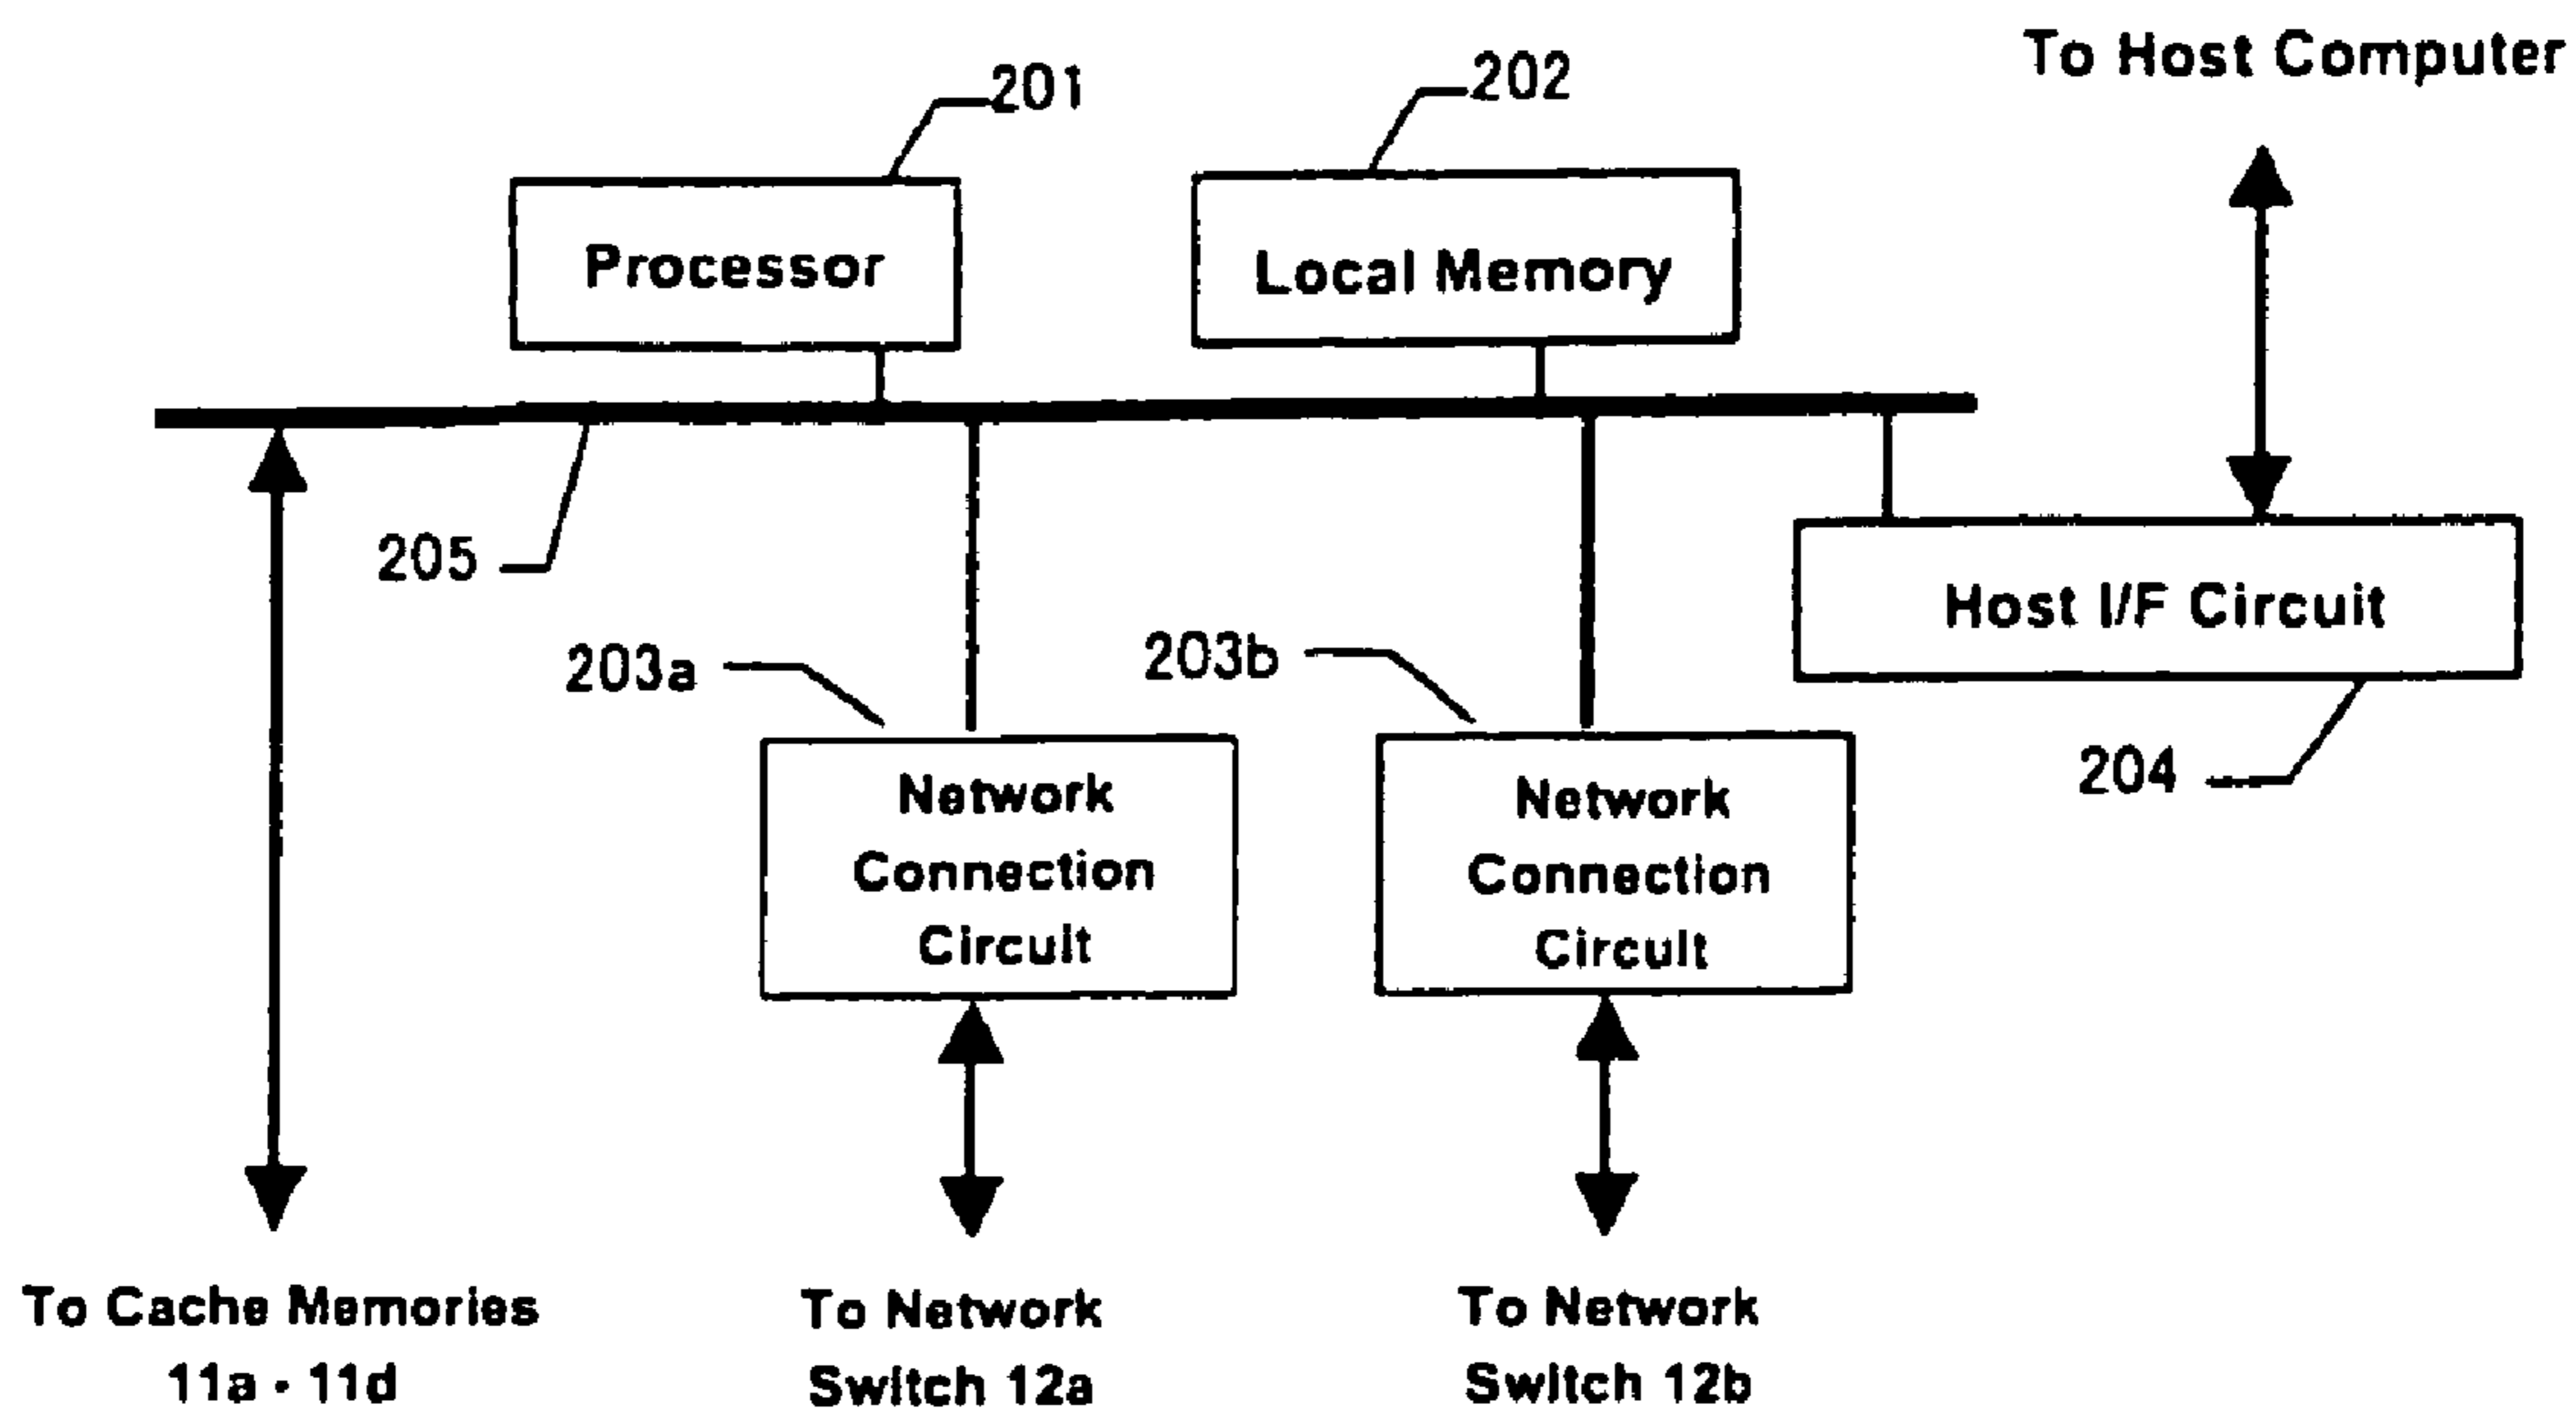 To Host Computer
201
202
Processor
Local Memory
205
Host I/F Circuit
203a
203b
204
Network
Connection
Circuit
Network
Connection
Circuit
To Cache Memories
11a - 11d
To Network
Switch 12a
To Network
Switch 12b